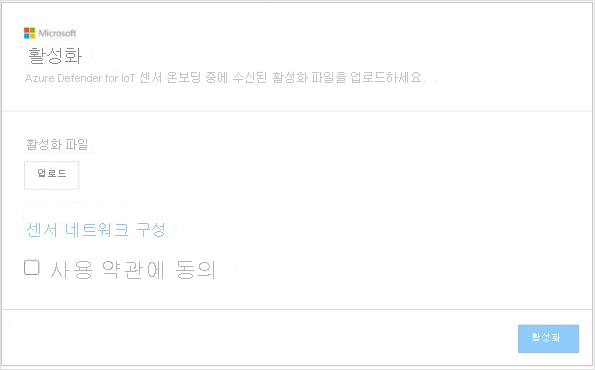 Microsoft
활성화
Azure Defender for IoT 센서 온보딩 중에 수신된 활성화 파일을 업로드하세요.
활성화 파일
업로드
센서 네트워크 구성
사용 약관에 동의
활성화